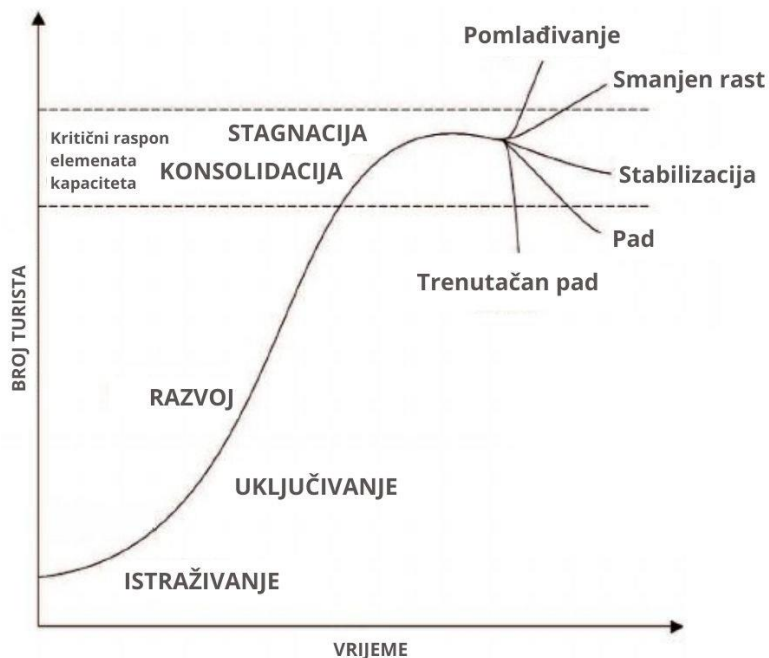 Pomlađivanje
Smanjen rast
STAGNACIJA
Kritični raspon
elemenata
kapaciteta
KONSOLIDACIJA
Stabilizacija
Pad
Trenutačan pad
BROJ TURISTA
RAZVOJ
UKLJUČIVANJE
ISTRAŽIVANJE
VRIJEME